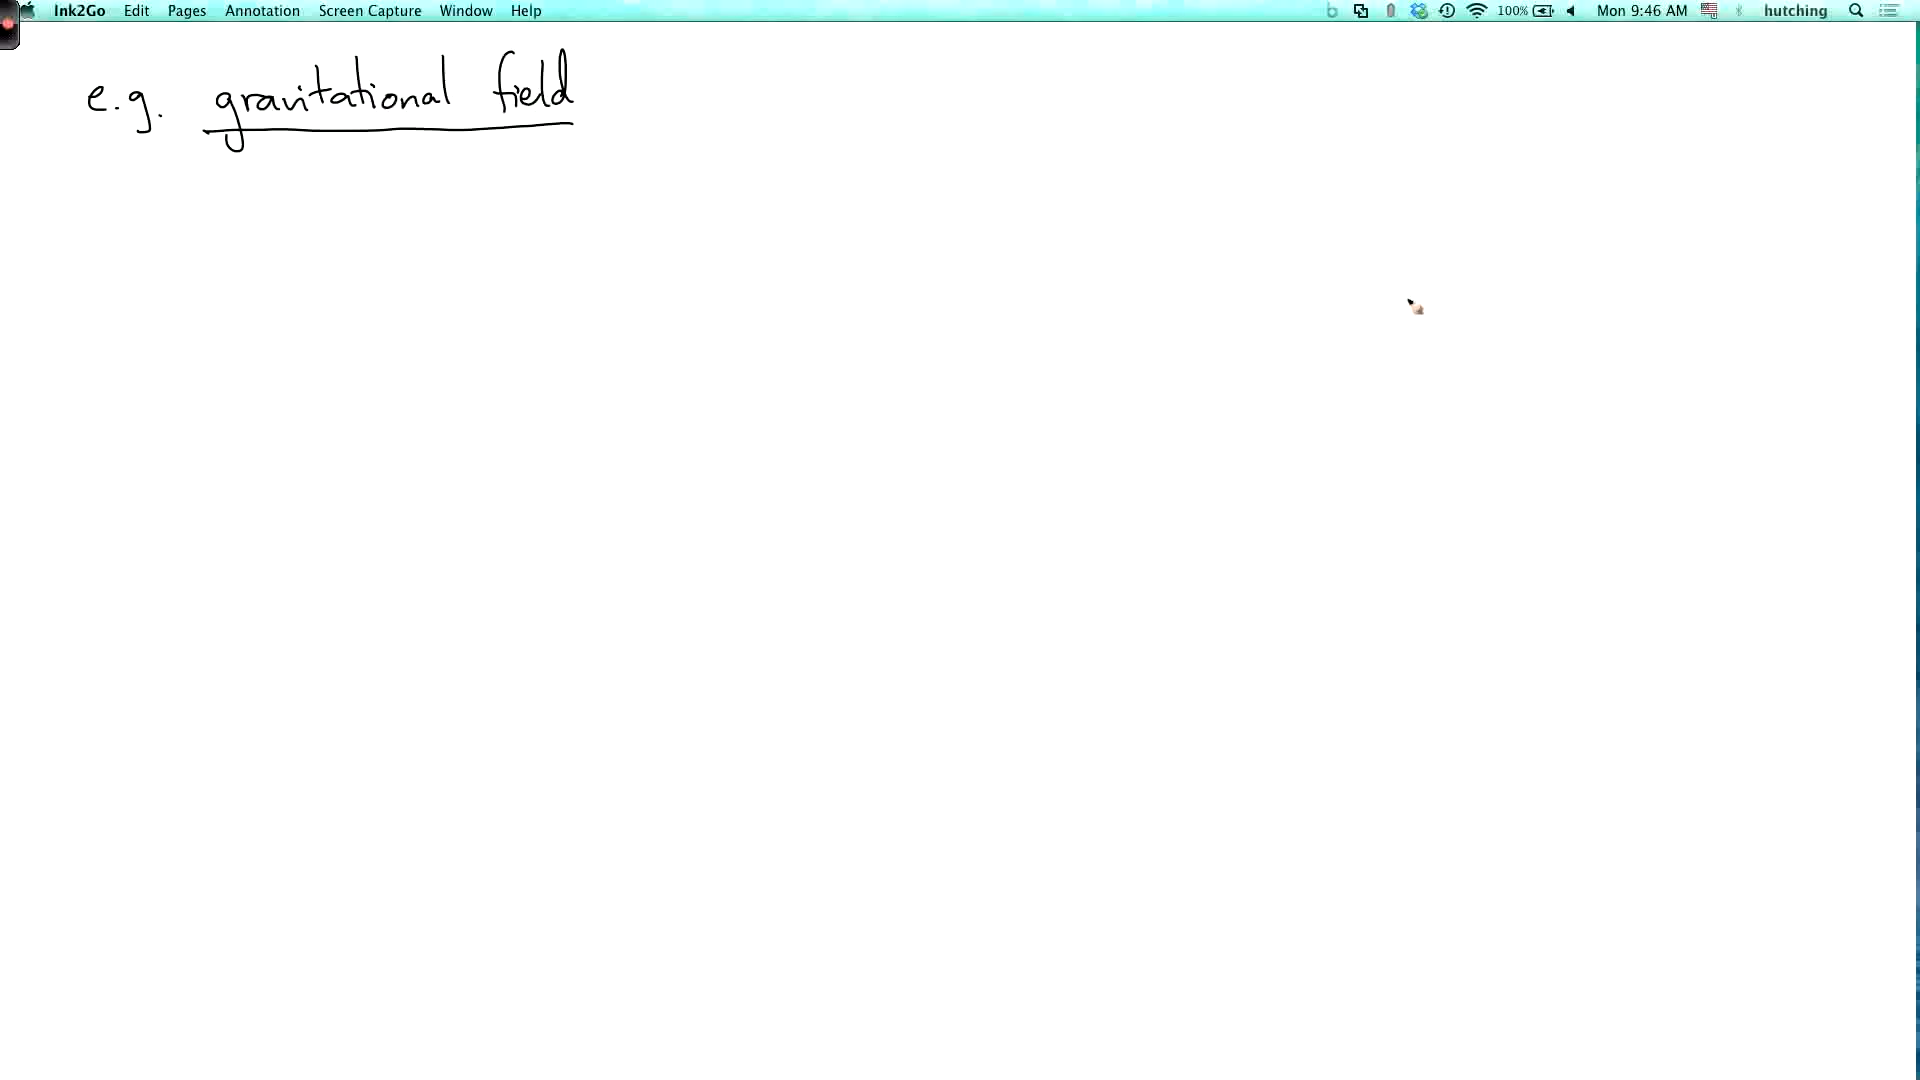 Ink2Go Edit Pages Annotation Screen Capture Window Help 100% Mon 9:46 AM hutching
e.g. gravitational field